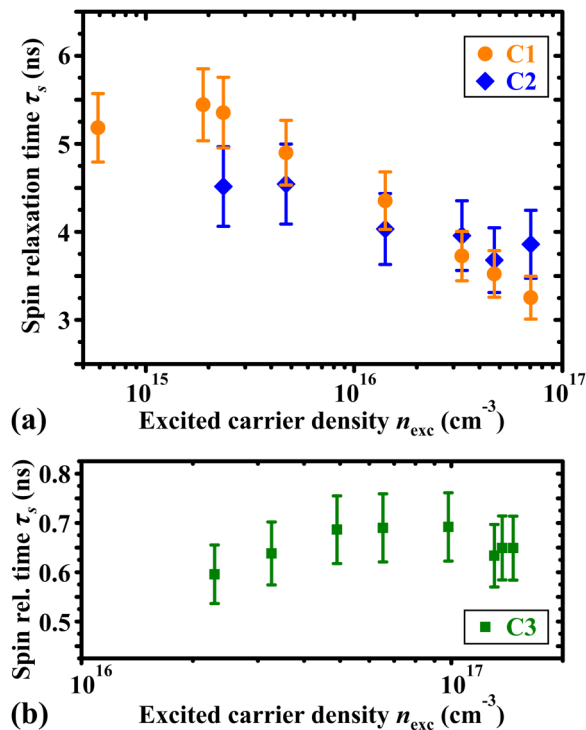 6
5
4
3
Spin relaxation time τs (ns)
C1
C2
10^15
10^16
10^17
(a)
Excited carrier density nexc (cm^-3)
0.8
0.7
0.6
0.5
Spin rel. time τs (ns)
C3
10^16
10^17
(b)
Excited carrier density nexc (cm^-3)